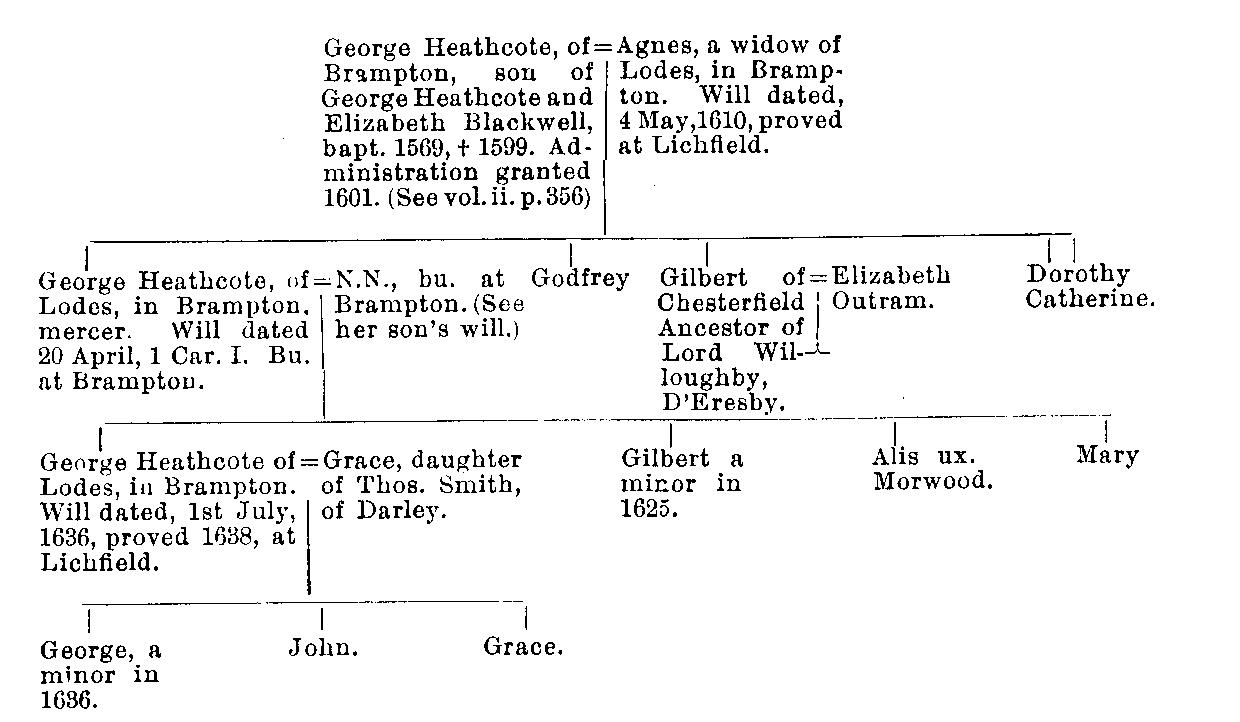 George Heathcote, of=
Brampton, son of
George Heathcote and
Elizabeth Blackwell,
bapt. 1569, † 1599. Ad-
ministration granted
1601. (See vol. ii. p. 356)
Agnes, a widow of
Lodes, in Bramp-
ton. Will dated,
4 May, 1610, proved
at Lichfield.
George Heathcote, of=
Lodes, in Brampton,
mercer. Will dated
20 April, 1 Car. I. Bu.
at Brampton.
N.N., bu. at
Brampton. (See
her son's will.)
Godfrey
Gilbert of=
Chesterfield
Ancestor of
Lord Wil-
loughby,
D'Eresby.
Elizabeth
Outram.
Dorothy
Catherine.
George Heathcote of=
Lodes, in Brampton.
Will dated, 1st July,
1636, proved 1638, at
Lichfield.
Grace, daughter
of Thos. Smith,
of Darley.
Gilbert a
minor in
1625.
Alis ux.
Morwood.
Mary
George, a
minor in
1636.
John.
Grace.